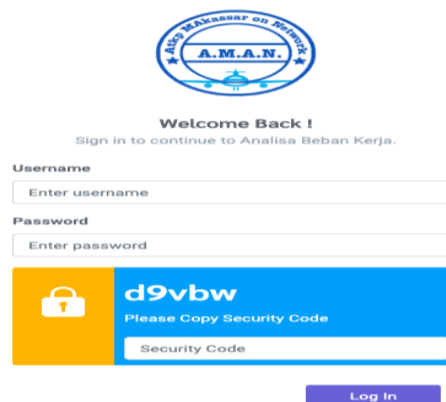 Atkp MAkassar on Network
A.M.A.N.
Welcome Back !
Sign in to continue to Analisa Beban Kerja.
Username
Enter username
Password
Enter password
d9vbw
Please Copy Security Code
Security Code
Log In